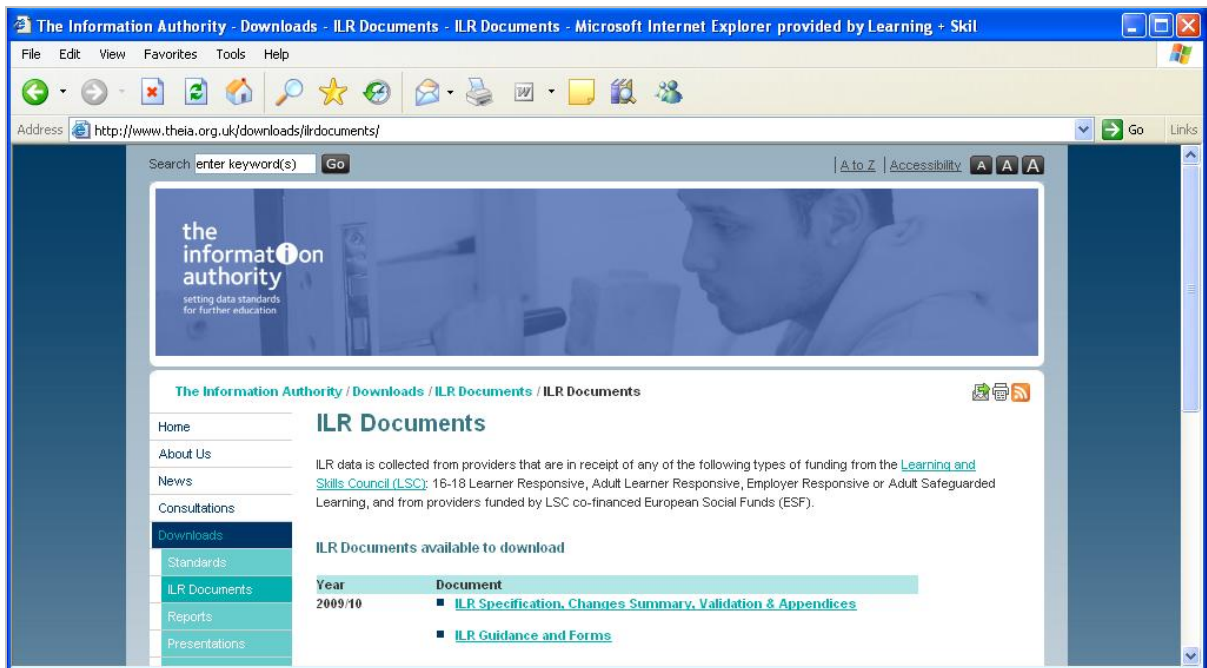 The Information Authority - Downloads - ILR Documents - ILR Documents - Microsoft Internet Explorer provided by Learning + Skil
File Edit View Favorites Tools Help
Address http://www.theia.org.uk/downloads/ilrdocuments/ Go Links
Search enter keyword(s) Go | A to Z | Accessibility A A A
the
information
authority
setting data standards
for further education
The Information Authority / Downloads / ILR Documents / ILR Documents
Home
About Us
News
Consultations
Downloads
Standards
ILR Documents
Reports
Presentations
ILR Documents
ILR data is collected from providers that are in receipt of any of the following types of funding from the Learning and
Skills Council (LSC): 16-18 Learner Responsive, Adult Learner Responsive, Employer Responsive or Adult Safeguarded
Learning, and from providers funded by LSC co-financed European Social Funds (ESF).
ILR Documents available to download
Year Document
2009/10 ILR Specification, Changes Summary, Validation & Appendices
ILR Guidance and Forms